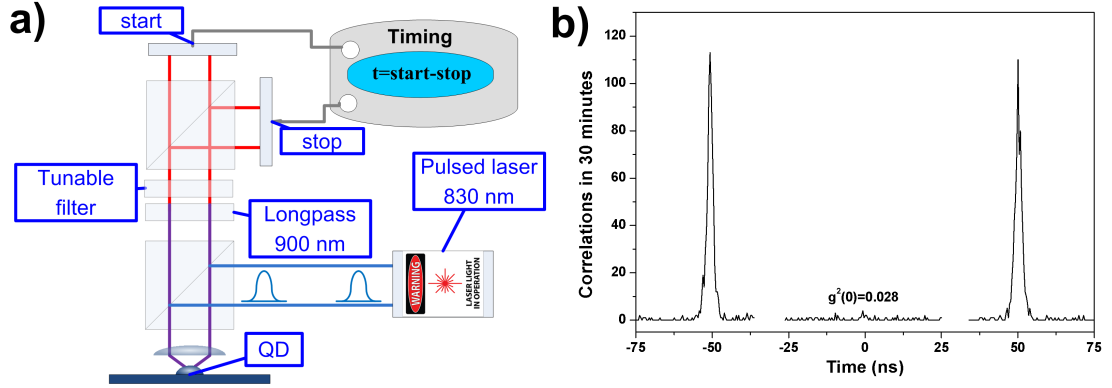 a)
start
Timing
t=start-stop
stop
Tunable
filter
Longpass
900 nm
Pulsed laser
830 nm
WARNING
LASER LIGHT
IN OPERATION
QD
b)
Correlations in 30 minutes
120
100
80
60
40
20
0
g²(0)=0.028
-75
-50
-25
0
25
50
75
Time (ns)